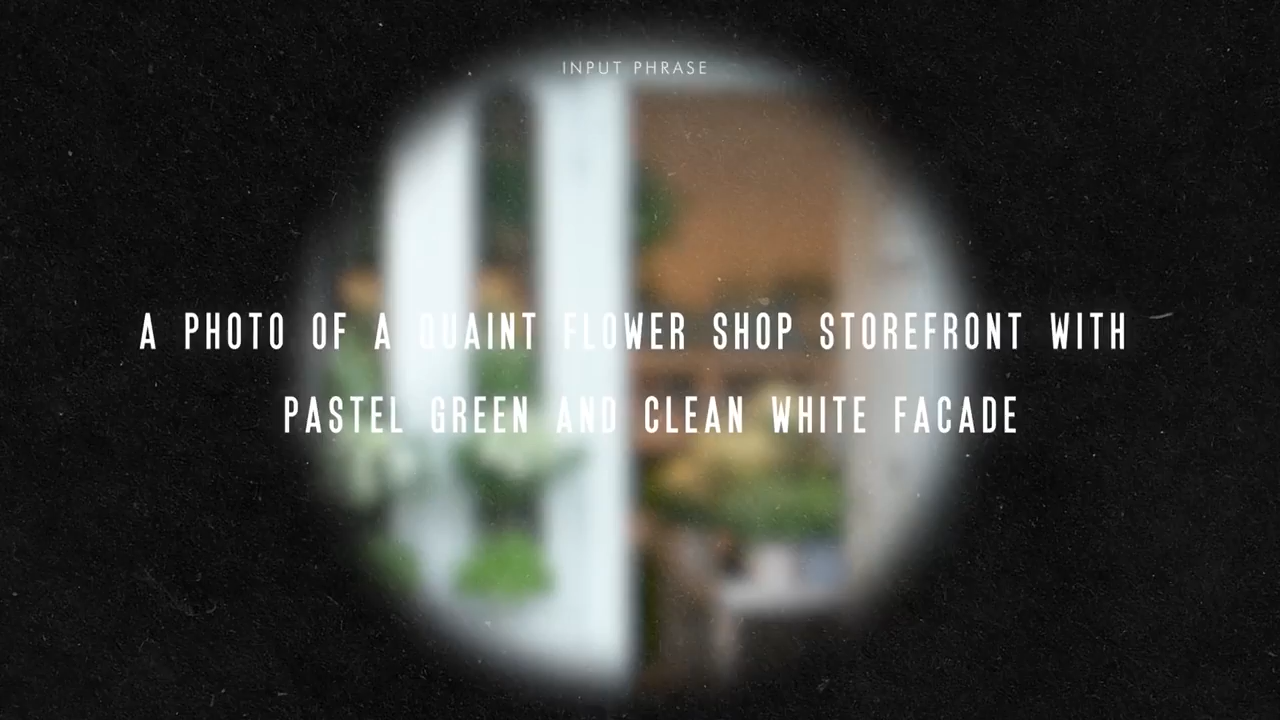 INPUT PHRASE
A PHOTO OF A QUAINT FLOWER SHOP STOREFRONT WITH
PASTEL GREEN AND CLEAN WHITE FACADE